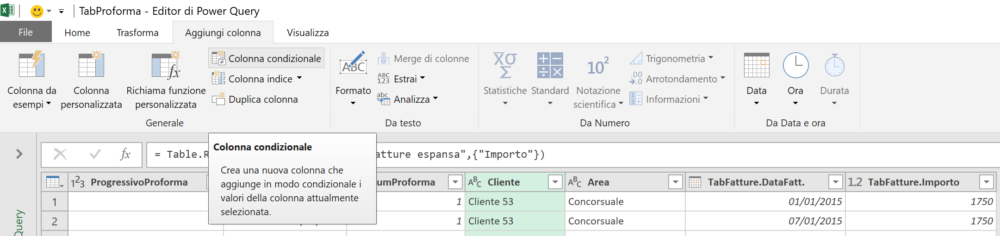 TabProforma - Editor di Power Query
File Home Trasforma Aggiungi colonna Visualizza
Colonna da esempi
Colonna personalizzata
Richiama funzione personalizzata
Colonna condizionale
Colonna indice
Duplica colonna
Generale
Formato
Merge di colonne
Estrai
Analizza
Da testo
Statistiche
Standard
Notazione scientifica
Trigonometria
Arrotondamento
Informazioni
Da Numero
Data
Ora
Durata
Da Data e ora
Colonna condizionale
Crea una nuova colonna che
aggiunge in modo condizionale i
valori della colonna attualmente
selezionata.
fx = Table.R atture espansa",{"Importo"})
Query
ProgressivoProforma umProforma Cliente Area TabFatture.DataFatt. TabFatture.Importo
1 1 Cliente 53 Concorsuale 01/01/2015 1750
2 1 Cliente 53 Concorsuale 07/01/2015 1750